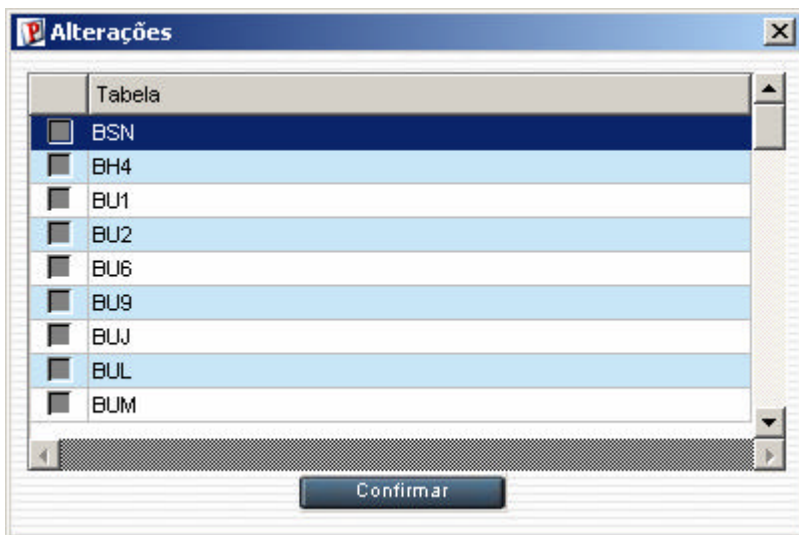 Alterações
Tabela
BSN
BH4
BU1
BU2
BU6
BU9
BUJ
BUL
BUM
Confirmar